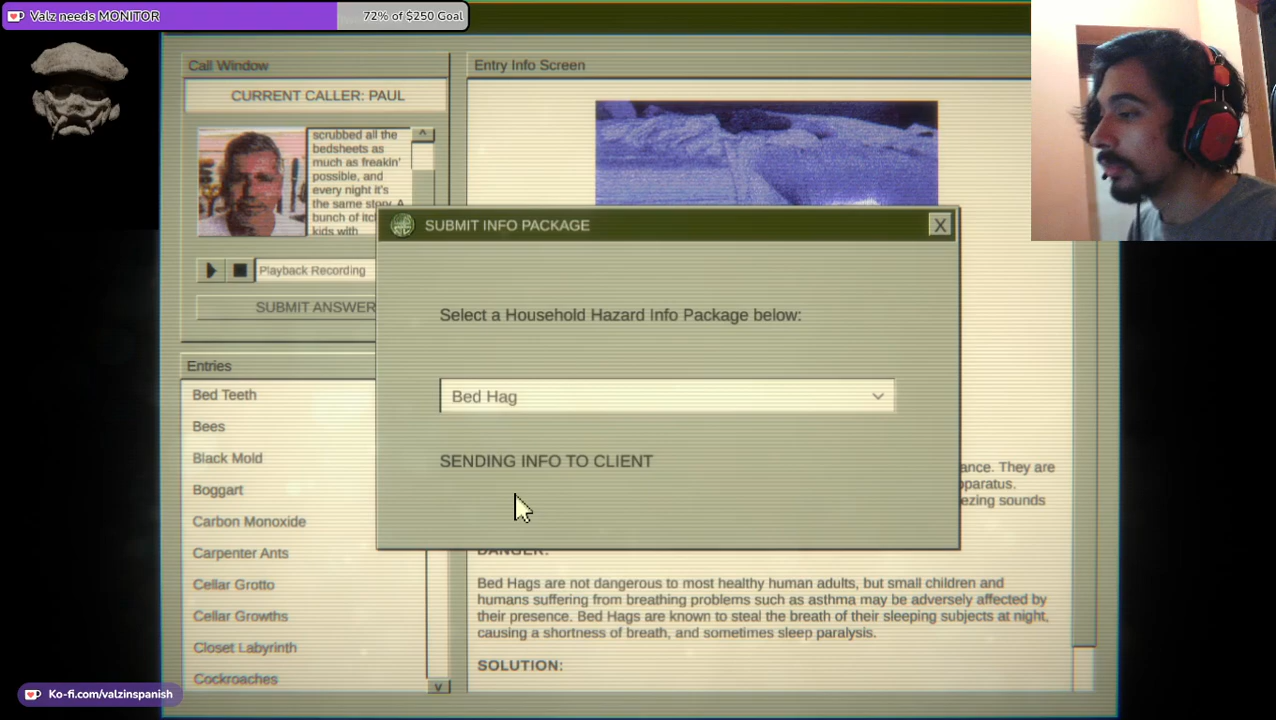 Valz needs MONITOR
72% of $250 Goal
Call Window
CURRENT CALLER: PAUL
scrubbed all the
bedsheets as
much as freakin'
possible, and
every night it's
the same story. A
bunch of itch
kids with
Playback Recording
SUBMIT ANSWER
Entries
Bed Teeth
Bees
Black Mold
Boggart
Carbon Monoxide
Carpenter Ants
Cellar Grotto
Cellar Growths
Closet Labyrinth
Cockroaches
Entry Info Screen
SUBMIT INFO PACKAGE
X
Select a Household Hazard Info Package below:
Bed Hag
SENDING INFO TO CLIENT
ance. They are
pparatus.
ezing sounds
DANGER:
Bed Hags are not dangerous to most healthy human adults, but small children and
humans suffering from breathing problems such as asthma may be adversely affected by
their presence. Bed Hags are known to steal the breath of their sleeping subjects at night,
causing a shortness of breath, and sometimes sleep paralysis.
SOLUTION:
Ko-fi.com/valzinspanish